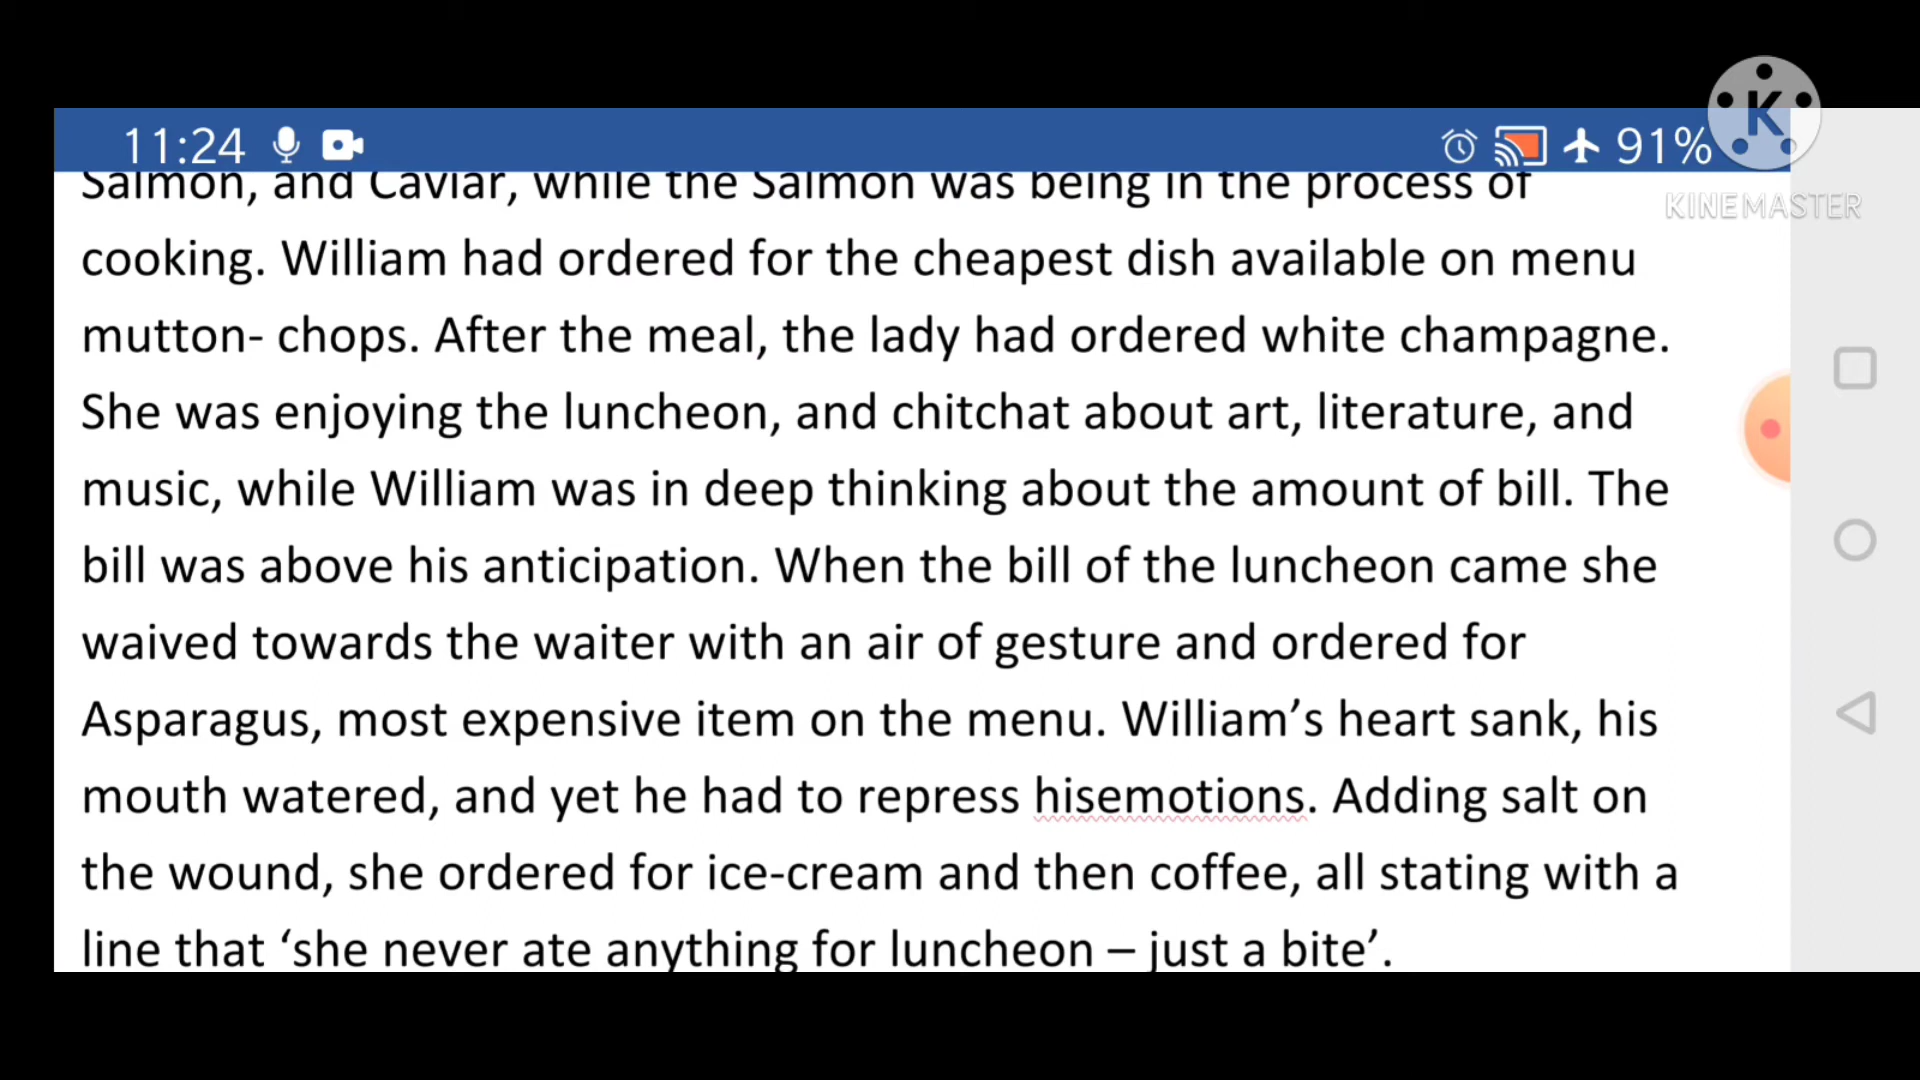 11:24
91%
K
KINEMASTER
Salmon, and Caviar, while the Salmon was being in the process of
cooking. William had ordered for the cheapest dish available on menu
mutton- chops. After the meal, the lady had ordered white champagne.
She was enjoying the luncheon, and chitchat about art, literature, and
music, while William was in deep thinking about the amount of bill. The
bill was above his anticipation. When the bill of the luncheon came she
waived towards the waiter with an air of gesture and ordered for
Asparagus, most expensive item on the menu. William’s heart sank, his
mouth watered, and yet he had to repress hisemotions. Adding salt on
the wound, she ordered for ice-cream and then coffee, all stating with a
line that ‘she never ate anything for luncheon – just a bite’.